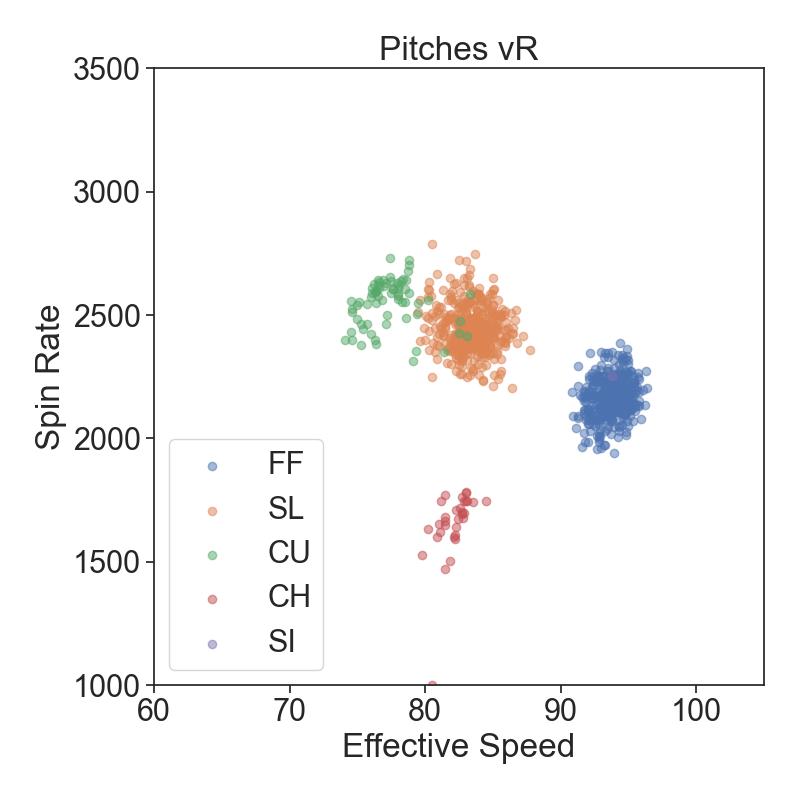 Pitches vR
3500
3000
2500
2000
1500
1000
Spin Rate
FF
SL
CU
CH
SI
60 70 80 90 100
Effective Speed